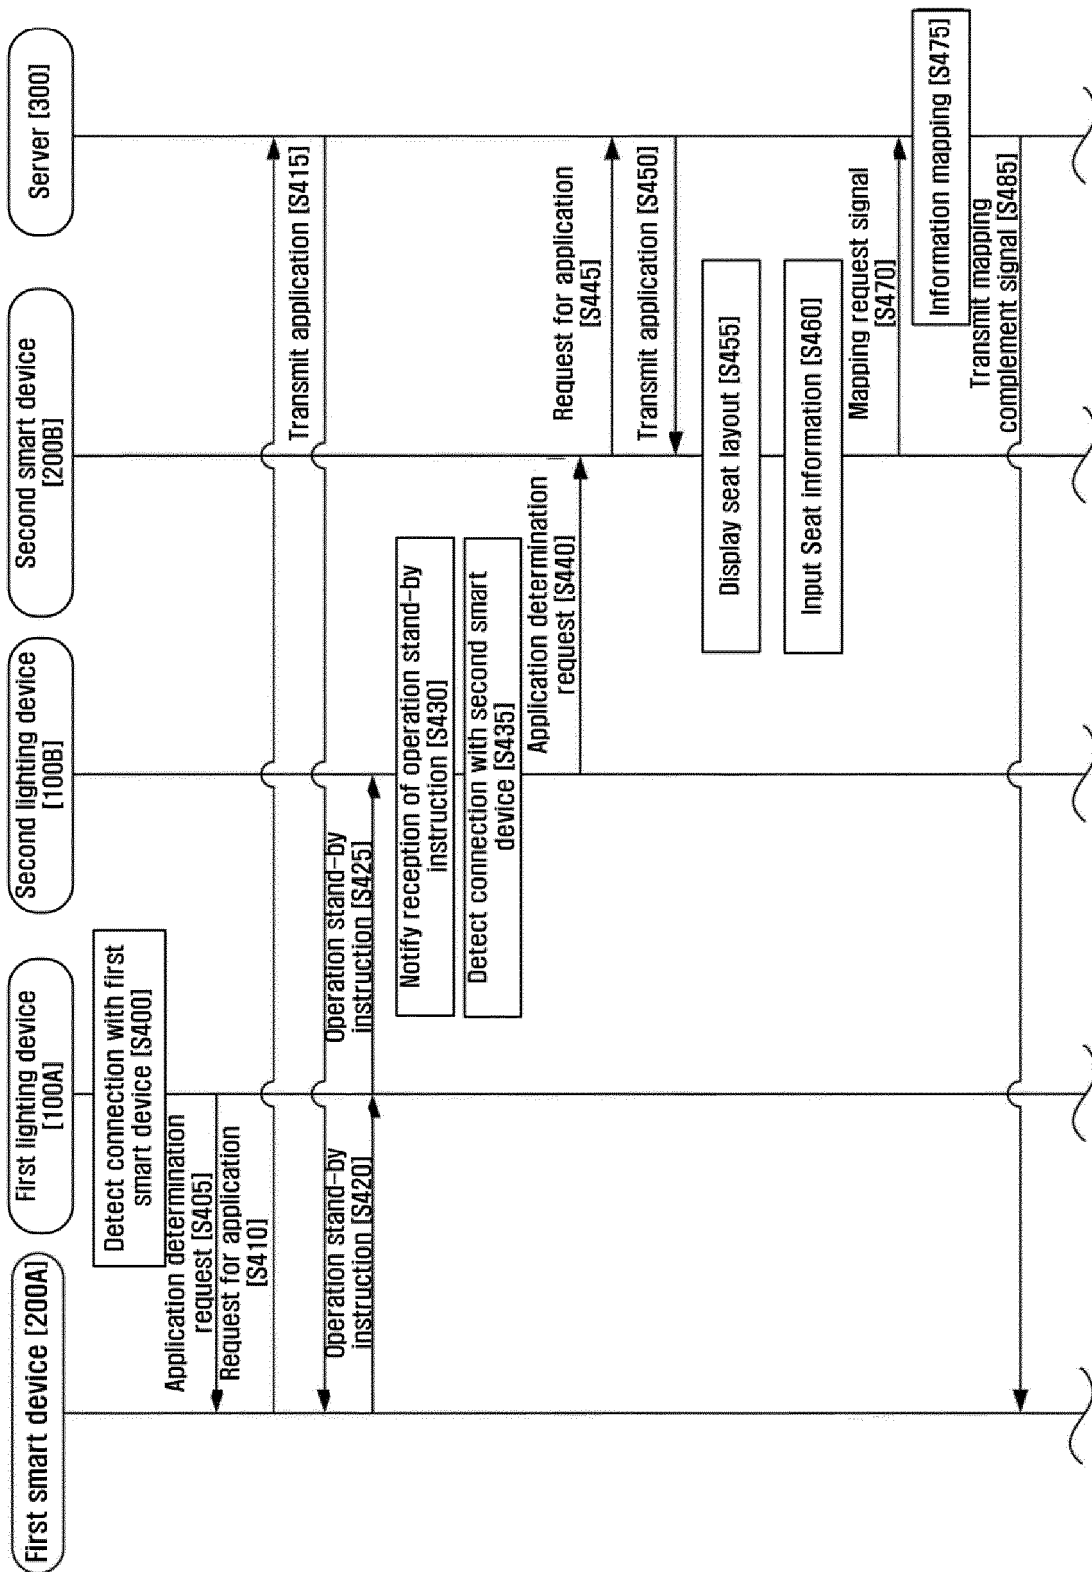 First smart device [200A]
First lighting device
[100A]
Second lighting device
[100B]
Second smart device
[200B]
Server [300]
Detect connection with first
smart device [S400]
Application determination
request [S405]
Request for application
[S410]
Transmit application [S415]
Operation stand-by
instruction [S420]
Operation stand-by
instruction [S425]
Notify reception of operation stand-by
instruction [S430]
Detect connection with second smart
device [S435]
Application determination
request [S440]
Request for application
[S445]
Transmit application [S450]
Display seat layout [S455]
Input Seat information [S460]
Mapping request signal
[S470]
Information mapping [S475]
Transmit mapping
complement signal [S485]